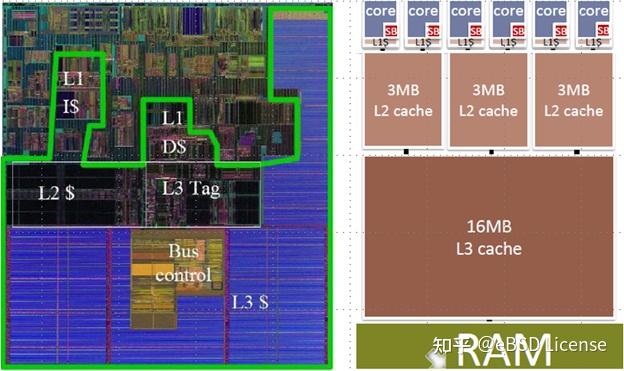 L1
I$
L1
D$
L2 $
L3 Tag
Bus
control
L3 $
core
core
core
core
core
core
SB
SB
SB
SB
SB
SB
L1$
L1$
L1$
L1$
L1$
L1$
3MB
L2 cache
3MB
L2 cache
3MB
L2 cache
16MB
L3 cache
RAM
知乎 @eBSD License